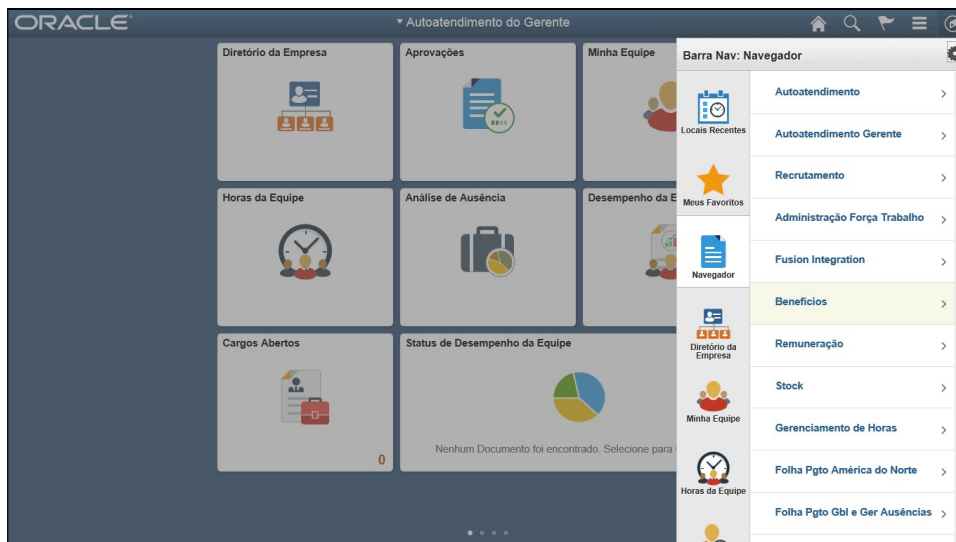 ORACLE
Autoatendimento do Gerente
Diretório da Empresa
Aprovações
Minha Equipe
Horas da Equipe
Análise de Ausência
Desempenho da E
Cargos Abertos
0
Status de Desempenho da Equipe
Nenhum Documento foi encontrado. Selecione para
Barra Nav: Navegador
Locais Recentes
Meus Favoritos
Navegador
Diretório da
Empresa
Minha Equipe
Horas da Equipe
Autoatendimento
Autoatendimento Gerente
Recrutamento
Administração Força Trabalho
Fusion Integration
Benefícios
Remuneração
Stock
Gerenciamento de Horas
Folha Pgto América do Norte
Folha Pgto Gbl e Ger Ausências